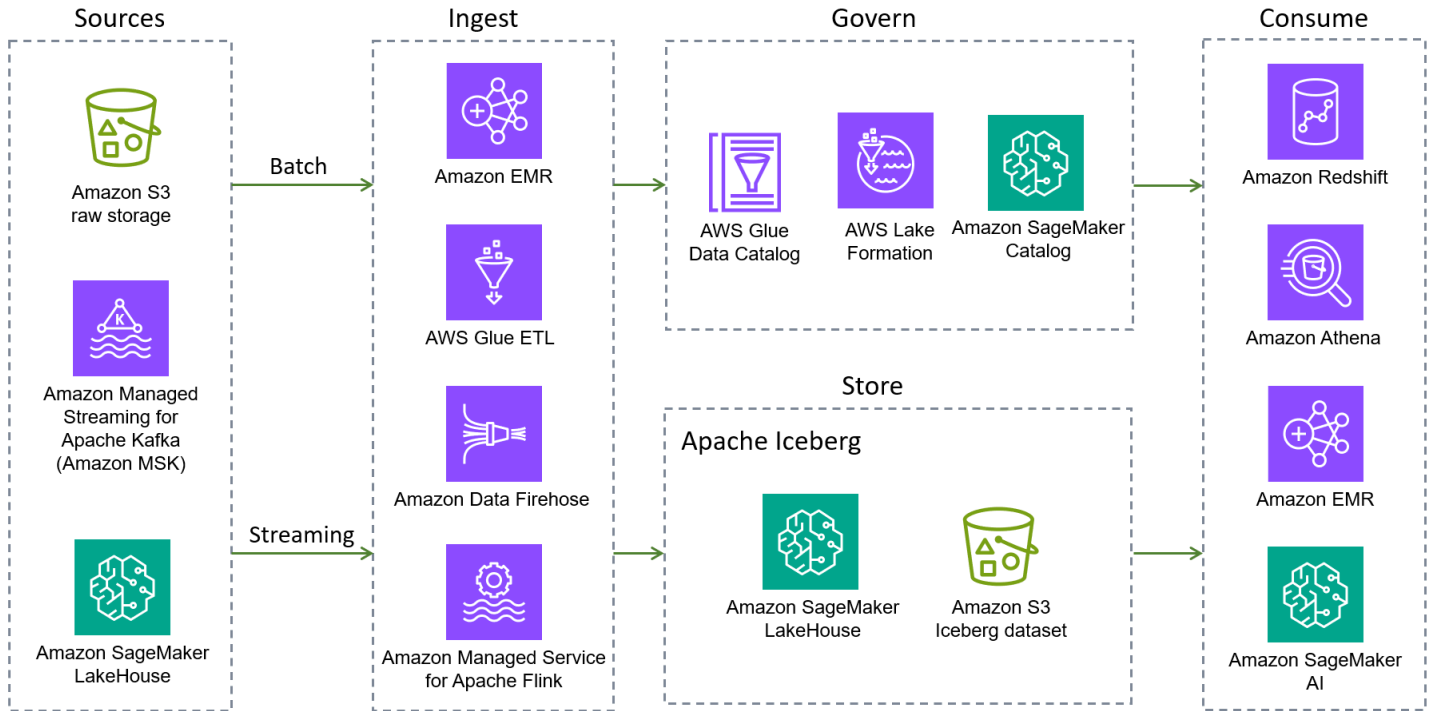 Sources
Amazon S3
raw storage
Amazon Managed
Streaming for
Apache Kafka
(Amazon MSK)
K
Amazon SageMaker
LakeHouse
Batch
Streaming
Ingest
Amazon EMR
AWS Glue ETL
Amazon Data Firehose
Amazon Managed Service
for Apache Flink
Govern
AWS Glue
Data Catalog
AWS Lake
Formation
Amazon SageMaker
Catalog
Store
Apache Iceberg
Amazon SageMaker
LakeHouse
Amazon S3
Iceberg dataset
Consume
Amazon Redshift
Amazon Athena
Amazon EMR
Amazon SageMaker
AI